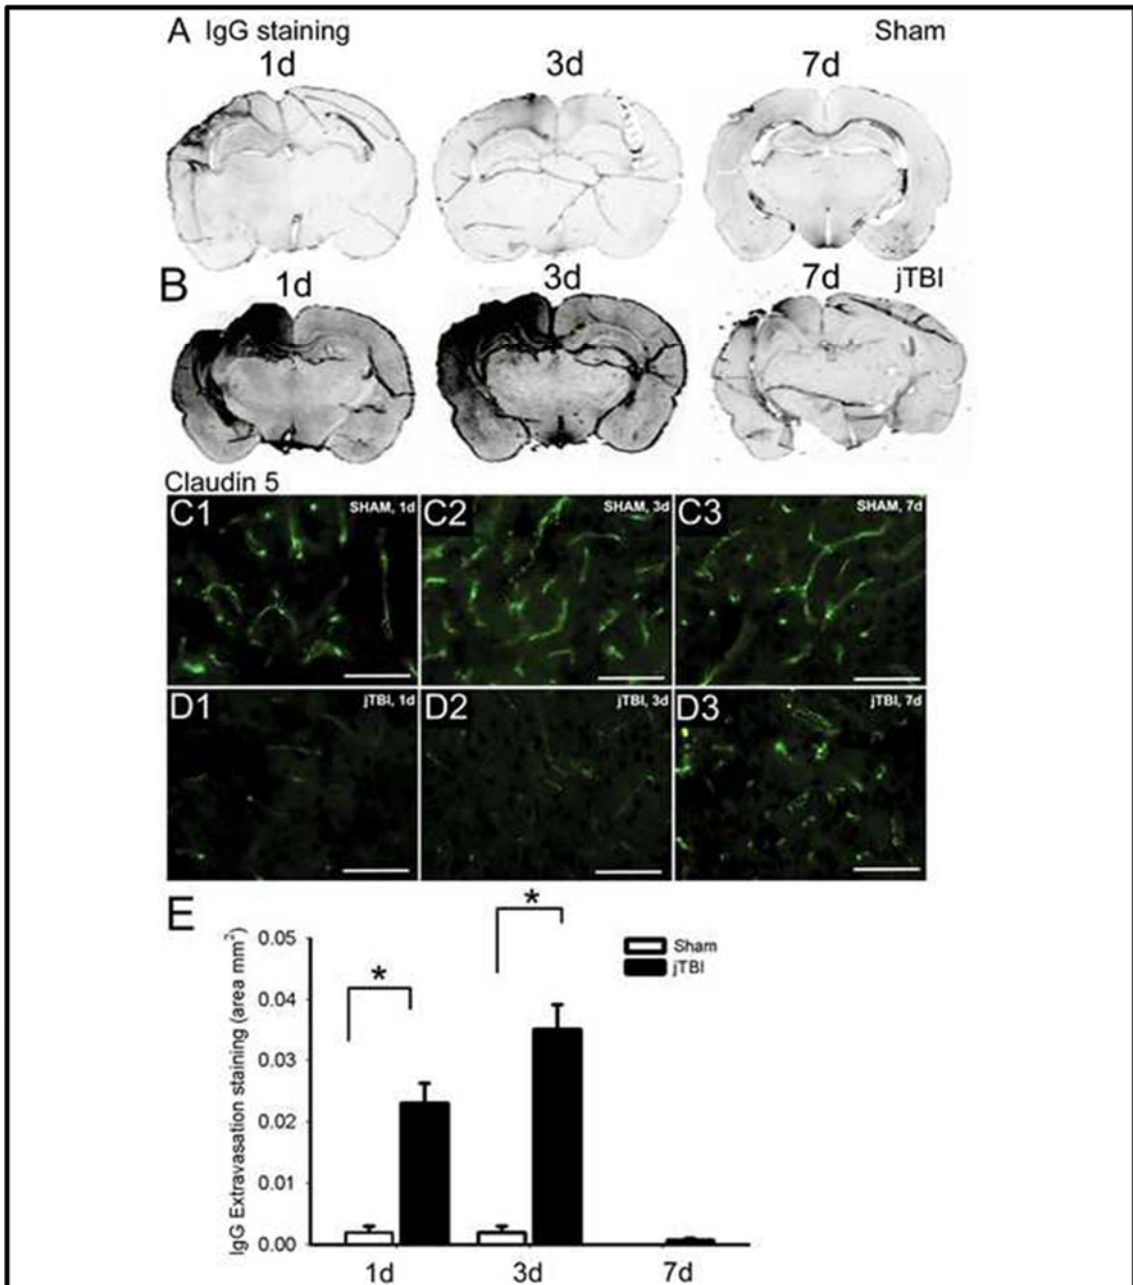 A IgG staining Sham
1d 3d 7d
B 1d 3d 7d jTBI
Claudin 5
C1 SHAM, 1d C2 SHAM, 3d C3 SHAM, 7d
D1 jTBI, 1d D2 jTBI, 3d D3 jTBI, 7d
E
IgG Extravasation staining (area mm²)
0.05
0.04
0.03
0.02
0.01
0.00
*
*
Sham
jTBI
1d 3d 7d